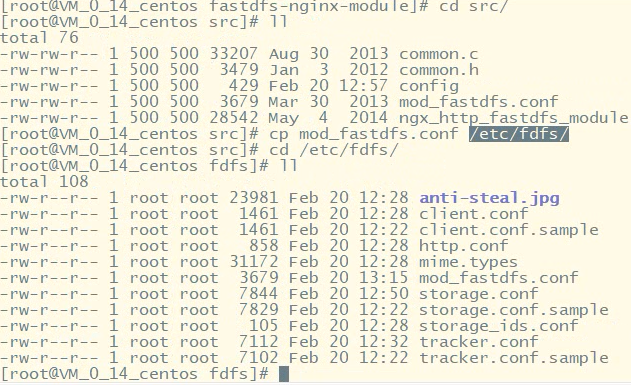 [root@VM_0_14_centos fastdfs-nginx-module]# cd src/
[root@VM_0_14_centos src]# ll
total 76
-rw-rw-r-- 1 500 500 33207 Aug 30  2013 common.c
-rw-rw-r-- 1 500 500  3479 Jan  3  2012 common.h
-rw-rw-r-- 1 500 500   429 Feb 20 12:57 config
-rw-rw-r-- 1 500 500  3679 Mar 30  2013 mod_fastdfs.conf
-rw-rw-r-- 1 500 500 28542 May  4  2014 ngx_http_fastdfs_module
[root@VM_0_14_centos src]# cp mod_fastdfs.conf /etc/fdfs/
[root@VM_0_14_centos src]# cd /etc/fdfs/
[root@VM_0_14_centos fdfs]# ll
total 108
-rw-r--r-- 1 root root 23981 Feb 20 12:28 anti-steal.jpg
-rw-r--r-- 1 root root  1461 Feb 20 12:28 client.conf
-rw-r--r-- 1 root root  1461 Feb 20 12:22 client.conf.sample
-rw-r--r-- 1 root root   858 Feb 20 12:28 http.conf
-rw-r--r-- 1 root root 31172 Feb 20 12:28 mime.types
-rw-r--r-- 1 root root  3679 Feb 20 13:15 mod_fastdfs.conf
-rw-r--r-- 1 root root  7844 Feb 20 12:50 storage.conf
-rw-r--r-- 1 root root  7829 Feb 20 12:22 storage.conf.sample
-rw-r--r-- 1 root root   105 Feb 20 12:28 storage_ids.conf
-rw-r--r-- 1 root root  7112 Feb 20 12:32 tracker.conf
-rw-r--r-- 1 root root  7102 Feb 20 12:22 tracker.conf.sample
[root@VM_0_14_centos fdfs]#